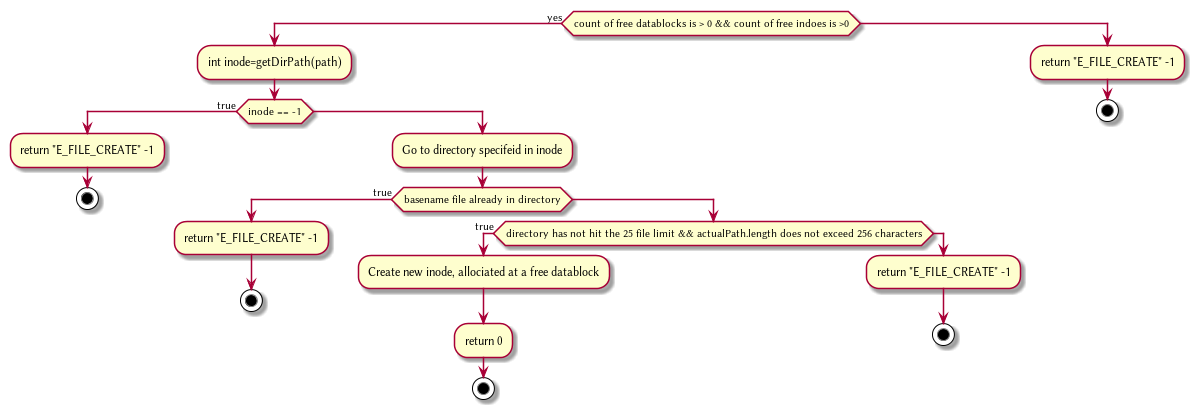 yes
count of free datablocks is > 0 && count of free indoes is >0
int inode=getDirPath(path)
return "E_FILE_CREATE" -1
true
inode == -1
return "E_FILE_CREATE" -1
Go to directory specifeid in inode
true
basename file already in directory
return "E_FILE_CREATE" -1
true
directory has not hit the 25 file limit && actualPath.length does not exceed 256 characters
Create new inode, allociated at a free datablock
return "E_FILE_CREATE" -1
return 0